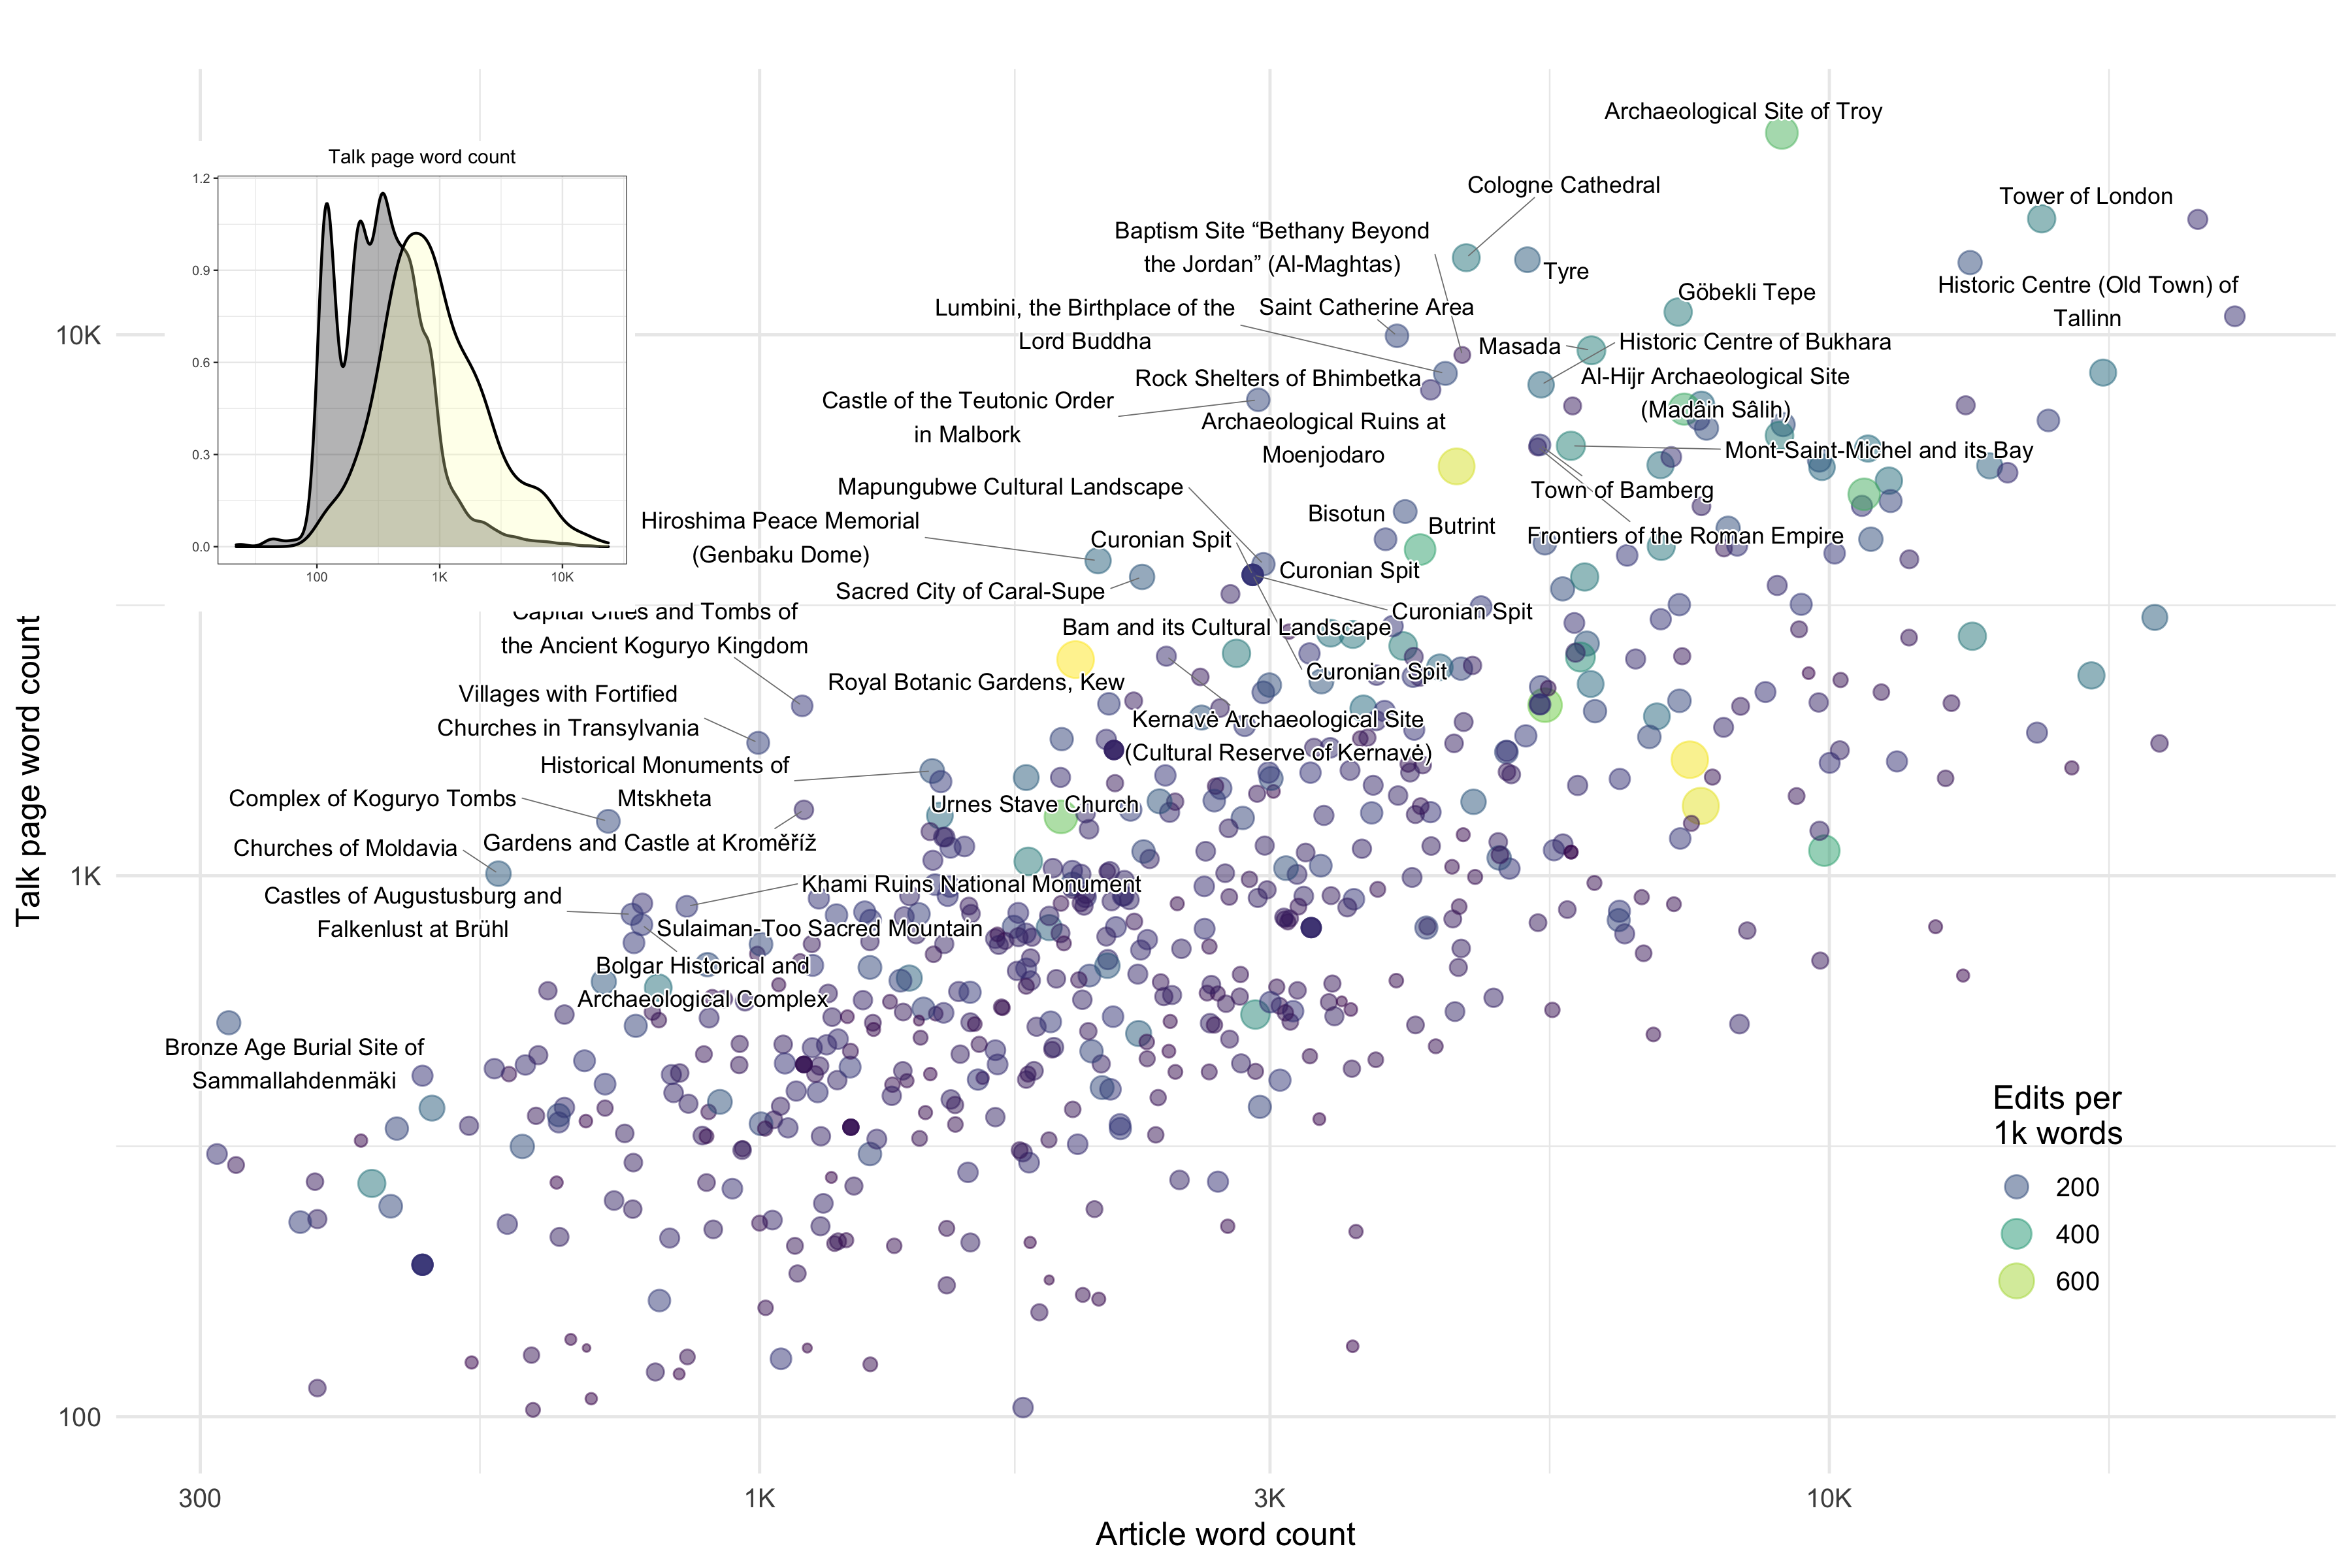 Archaeological Site of Troy
Talk page word count
1.2
0.9
0.6
0.3
0.0
100
1K
10K
Cologne Cathedral
Tower of London
Baptism Site “Bethany Beyond
the Jordan” (Al-Maghtas)
Tyre
Historic Centre (Old Town) of
Tallinn
Göbekli Tepe
Lumbini, the Birthplace of the
Lord Buddha
Saint Catherine Area
Masada
Historic Centre of Bukhara
Rock Shelters of Bhimbetka
Al-Hijr Archaeological Site
(Madâin Sâlih)
Castle of the Teutonic Order
in Malbork
Archaeological Ruins at
Moenjodaro
Mont-Saint-Michel and its Bay
Mapungubwe Cultural Landscape
Town of Bamberg
Hiroshima Peace Memorial
(Genbaku Dome)
Bisotun
Butrint
Frontiers of the Roman Empire
Curonian Spit
Curonian Spit
Sacred City of Caral-Supe
Curonian Spit
Capital Cities and Tombs of
the Ancient Koguryo Kingdom
Bam and its Cultural Landscape
Curonian Spit
Royal Botanic Gardens, Kew
Villages with Fortified
Churches in Transylvania
Kernavė Archaeological Site
(Cultural Reserve of Kernavė)
Historical Monuments of
Mtskheta
Complex of Koguryo Tombs
Urnes Stave Church
Gardens and Castle at Kroměříž
Churches of Moldavia
Khami Ruins National Monument
Castles of Augustusburg and
Falkenlust at Brühl
Sulaiman-Too Sacred Mountain
Bolgar Historical and
Archaeological Complex
Bronze Age Burial Site of
Sammallahdenmäki
Edits per
1k words
200
400
600
Talk page word count
10K
1K
100
300
1K
3K
10K
Article word count